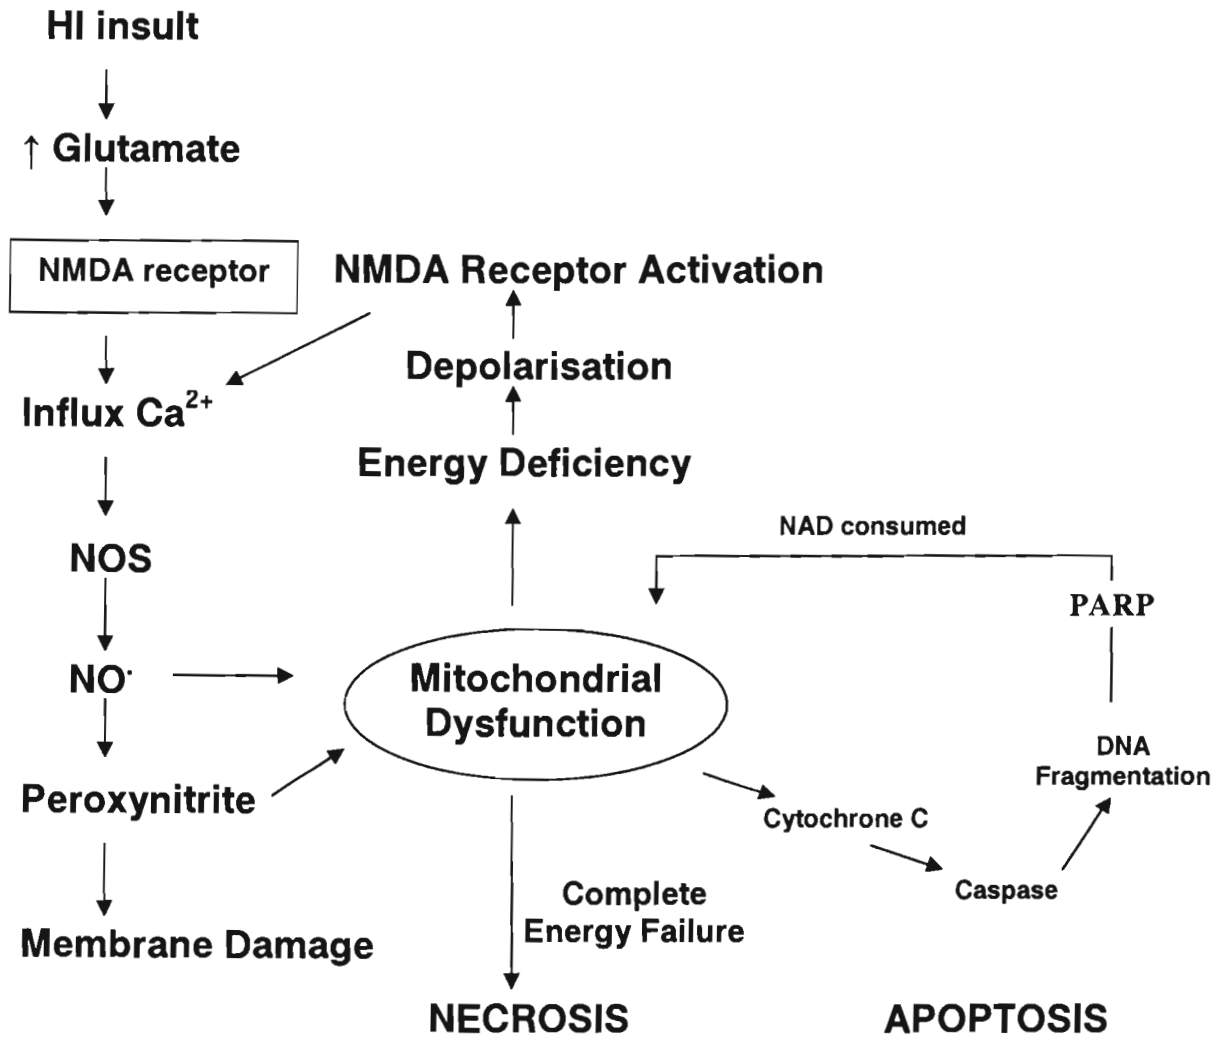 HI insult
↑ Glutamate
NMDA receptor
NMDA Receptor Activation
Depolarisation
Influx Ca²⁺
Energy Deficiency
NAD consumed
NOS
PARP
NO·
Mitochondrial
Dysfunction
DNA
Fragmentation
Peroxynitrite
Cytochrone C
Caspase
Complete
Energy Failure
Membrane Damage
NECROSIS
APOPTOSIS